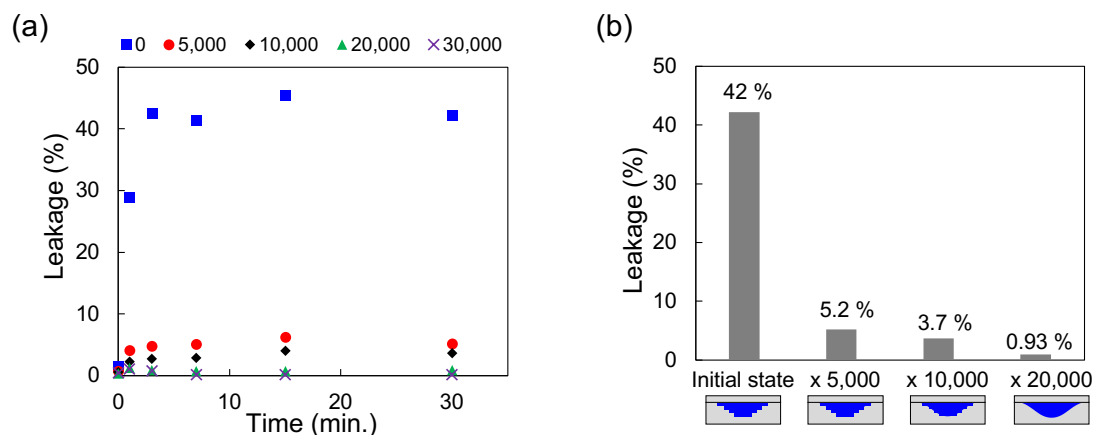 (a)
0 5,000 10,000 20,000 30,000
50
40
30
20
10
0
Leakage (%)
0 10 20 30
Time (min.)
(b)
50
40
30
20
10
0
Leakage (%)
42 %
5.2 %
3.7 %
0.93 %
Initial state x 5,000 x 10,000 x 20,000